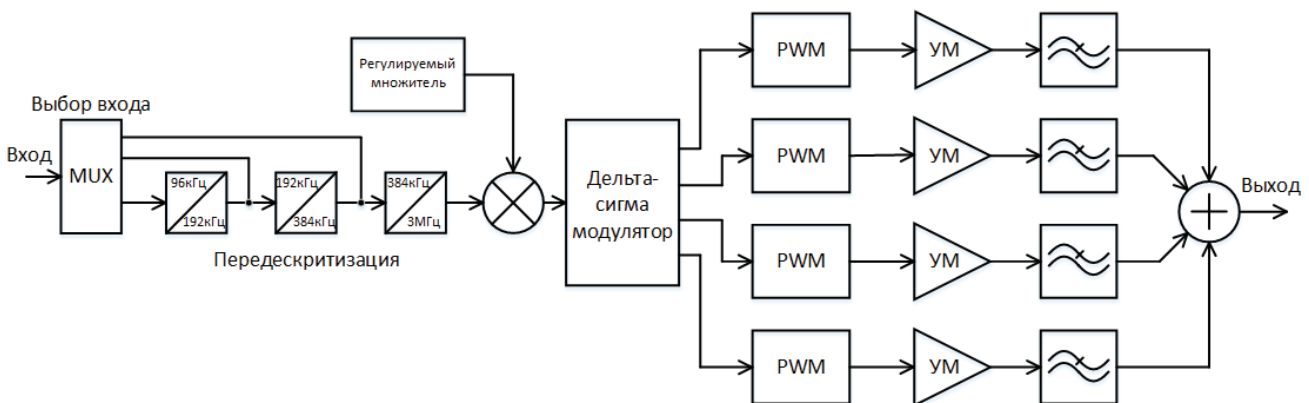 Выбор входа
Вход
MUX
96кГц
192кГц
192кГц
384кГц
384кГц
3МГц
Передескритизация
Регулируемый
множитель
Дельта-
сигма
модулятор
PWM
УМ
PWM
УМ
PWM
УМ
PWM
УМ
Выход